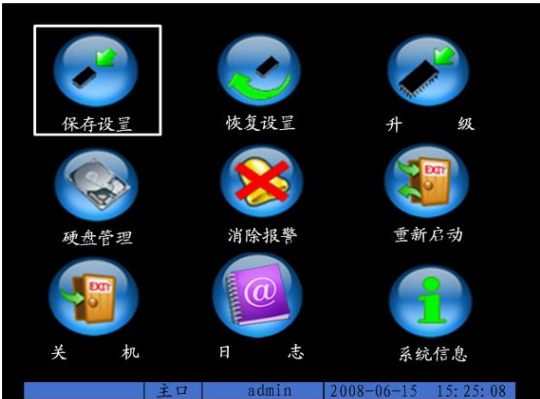 保存设置
恢复设置
升 级
硬盘管理
EXIT
消除报警
重新启动
EXIT
@
关 机
日 志
系统信息
主口 admin 2008-06-15 15:25:08